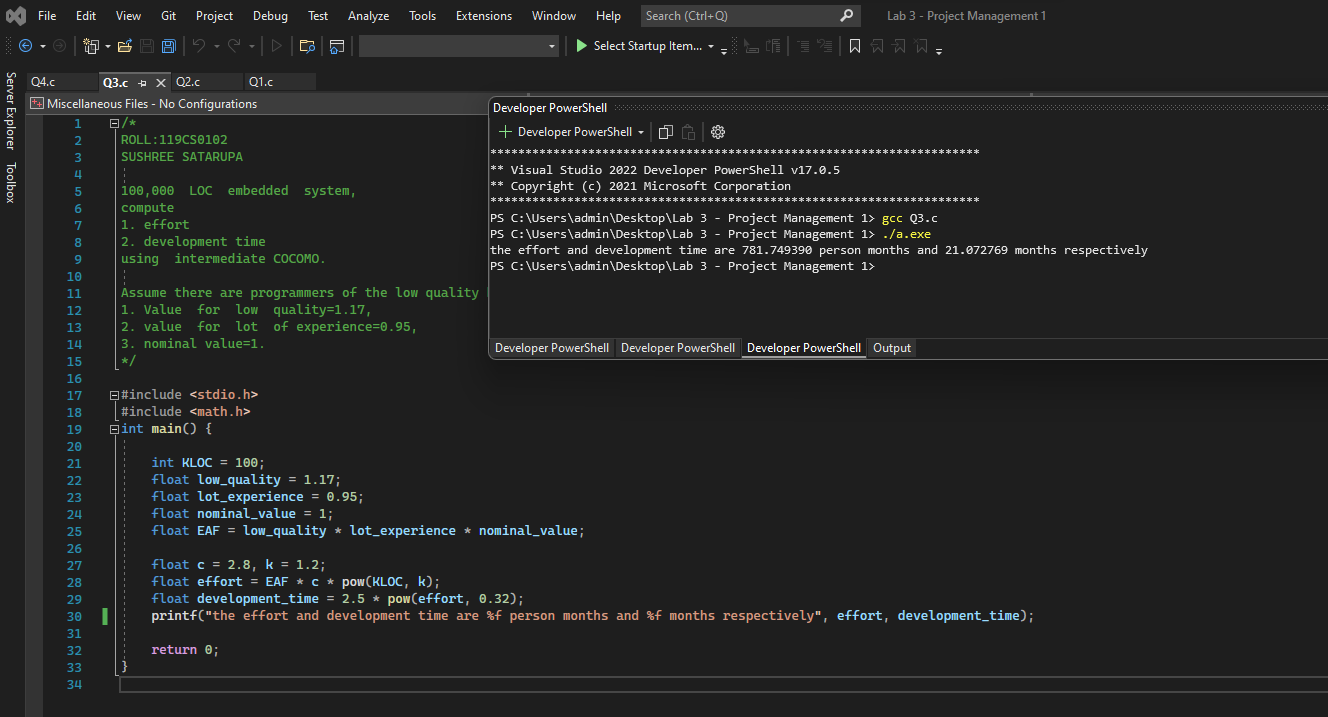 File Edit View Git Project Debug Test Analyze Tools Extensions Window Help Search (Ctrl+Q) Lab 3 - Project Management 1
Select Startup Item...
Server Explorer
Toolbox
Q4.c Q3.c Q2.c Q1.c
Miscellaneous Files - No Configurations
1 /*
2 ROLL:119CS0102
3 SUSHREE SATARUPA
4
5 100,000 LOC embedded system,
6 compute
7 1. effort
8 2. development time
9 using intermediate COCOMO.
10
11 Assume there are programmers of the low quality
12 1. Value for low quality=1.17,
13 2. value for lot of experience=0.95,
14 3. nominal value=1.
15 */
16
17 #include <stdio.h>
18 #include <math.h>
19 int main() {
20
21 int KLOC = 100;
22 float low_quality = 1.17;
23 float lot_experience = 0.95;
24 float nominal_value = 1;
25 float EAF = low_quality * lot_experience * nominal_value;
26
27 float c = 2.8, k = 1.2;
28 float effort = EAF * c * pow(KLOC, k);
29 float development_time = 2.5 * pow(effort, 0.32);
30 printf("the effort and development time are %f person months and %f months respectively", effort, development_time);
31
32 return 0;
33 }
34
Developer PowerShell
Developer PowerShell
**********************************************************************
** Visual Studio 2022 Developer PowerShell v17.0.5
** Copyright (c) 2021 Microsoft Corporation
**********************************************************************
PS C:\Users\admin\Desktop\Lab 3 - Project Management 1> gcc Q3.c
PS C:\Users\admin\Desktop\Lab 3 - Project Management 1> ./a.exe
the effort and development time are 781.749390 person months and 21.072769 months respectively
PS C:\Users\admin\Desktop\Lab 3 - Project Management 1>
Developer PowerShell Developer PowerShell Developer PowerShell Output